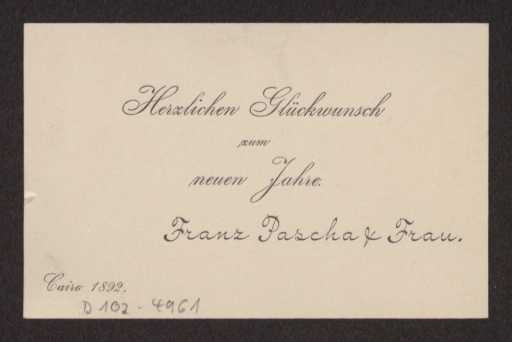 Herzlichen Glückwunsch
zum
neuen Jahre.
Franz Pascha & Frau.
Cairo 1892.
D 102 - 4961